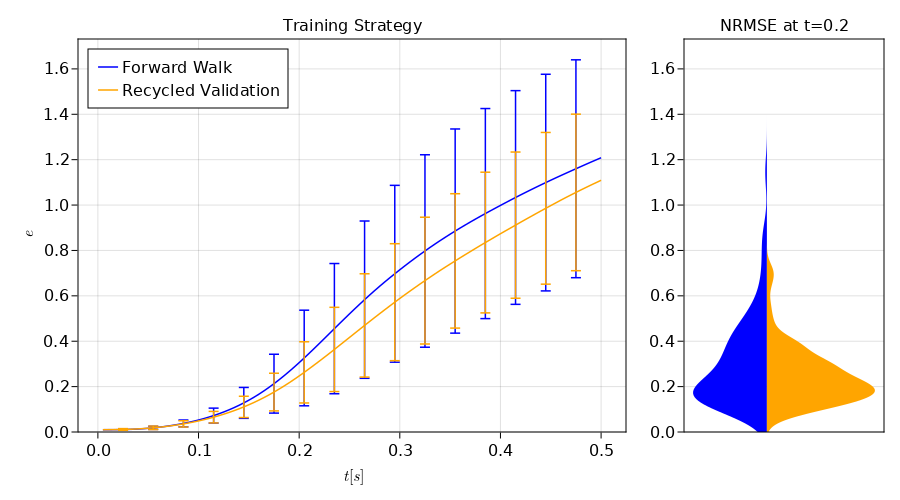 Training Strategy
Forward Walk
Recycled Validation
1.6
1.4
1.2
1.0
0.8
0.6
0.4
0.2
0.0
e
0.0 0.1 0.2 0.3 0.4 0.5
t[s]
NRMSE at t=0.2
1.6
1.4
1.2
1.0
0.8
0.6
0.4
0.2
0.0